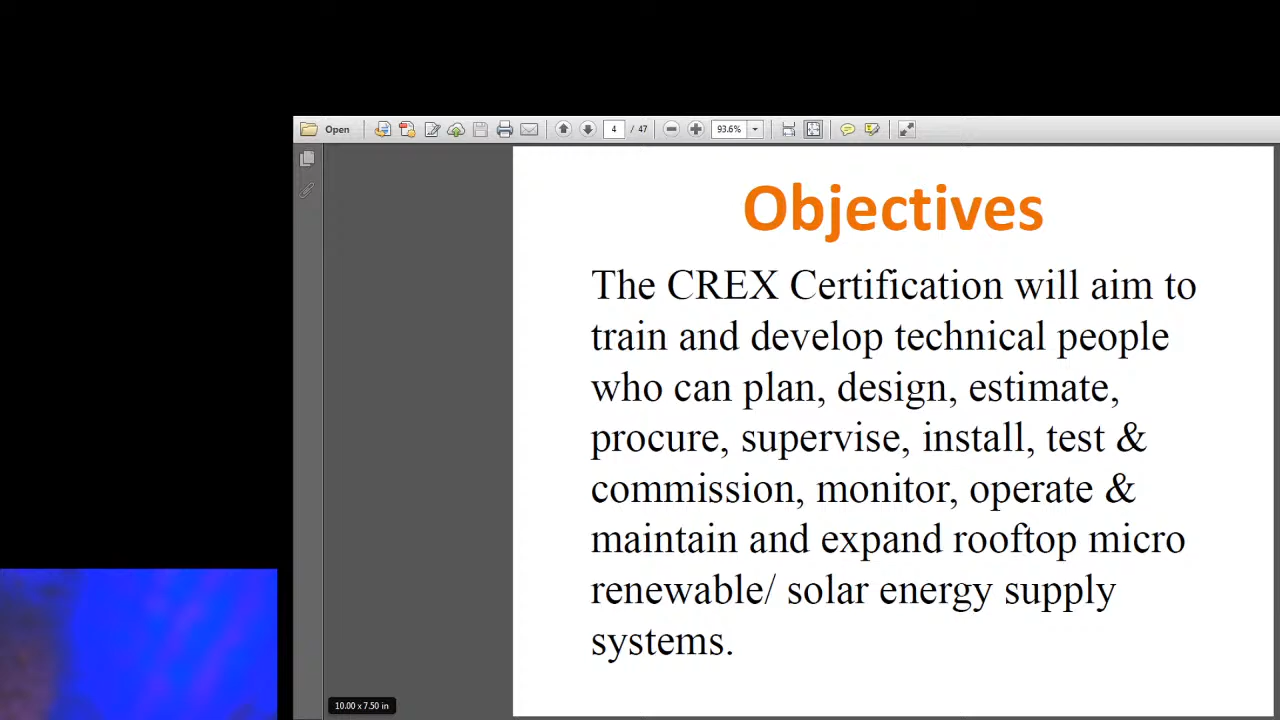 Open
4 / 47
93.6%
Objectives
The CREX Certification will aim to
train and develop technical people
who can plan, design, estimate,
procure, supervise, install, test &
commission, monitor, operate &
maintain and expand rooftop micro
renewable/ solar energy supply
systems.
10.00 x 7.50 in